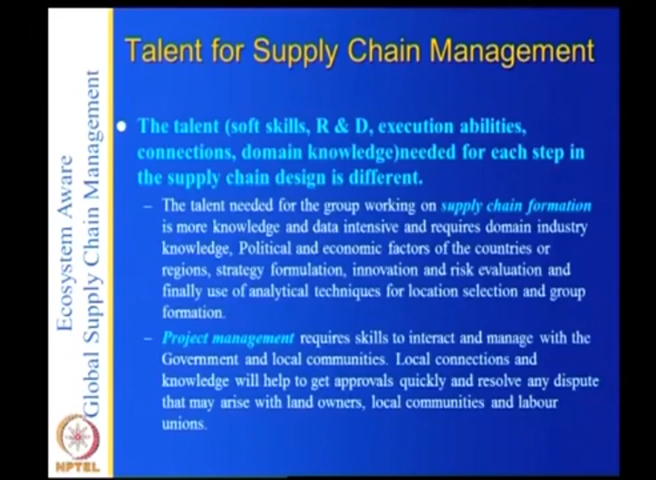 Talent for Supply Chain Management
The talent (soft skills, R & D, execution abilities,
connections, domain knowledge)needed for each step in
the supply chain design is different.
– The talent needed for the group working on supply chain formation
is more knowledge and data intensive and requires domain industry
knowledge, Political and economic factors of the countries or
regions, strategy formulation, innovation and risk evaluation and
finally use of analytical techniques for location selection and group
formation.
– Project management requires skills to interact and manage with the
Government and local communities. Local connections and
knowledge will help to get approvals quickly and resolve any dispute
that may arise with land owners, local communities and labour
unions.
Ecosystem Aware
Global Supply Chain Management
NPTEL